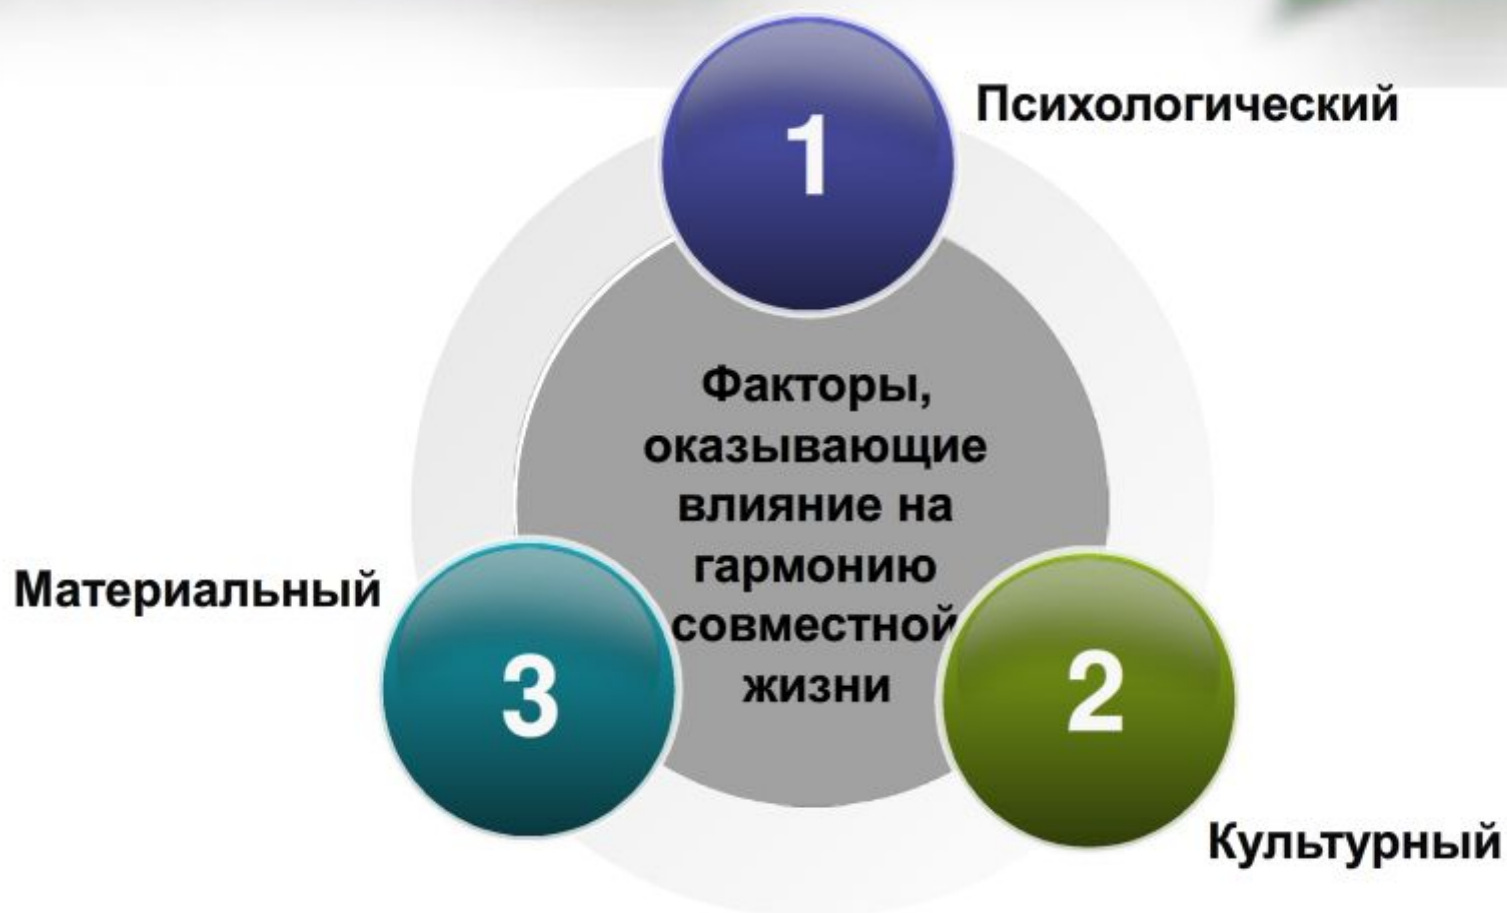 1
Психологический
Факторы,
оказывающие
влияние на
гармонию
совместной
жизни
Материальный
3
2
Культурный